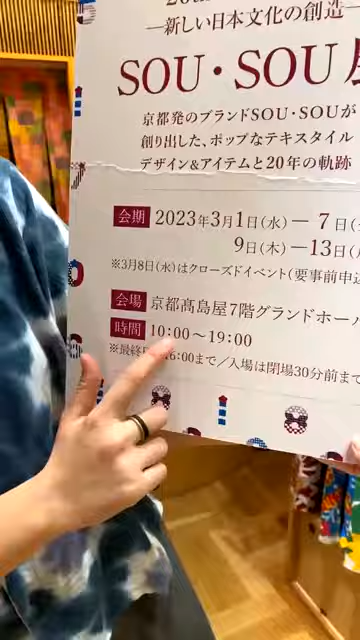 ―新しい日本文化の創造―
SOU・SOU
京都発のブランドSOU・SOUが
創り出した、ポップなテキスタイル
デザイン&アイテムと20年の軌跡
会期 2023年3月1日(水)―7日(
9日(木)―13日(
※3月8日(水)はクローズドイベント(要事前申込
会場 京都髙島屋7階グランドホール
時間 10:00〜19:00
※最終日 16:00まで/入場は閉場30分前まで